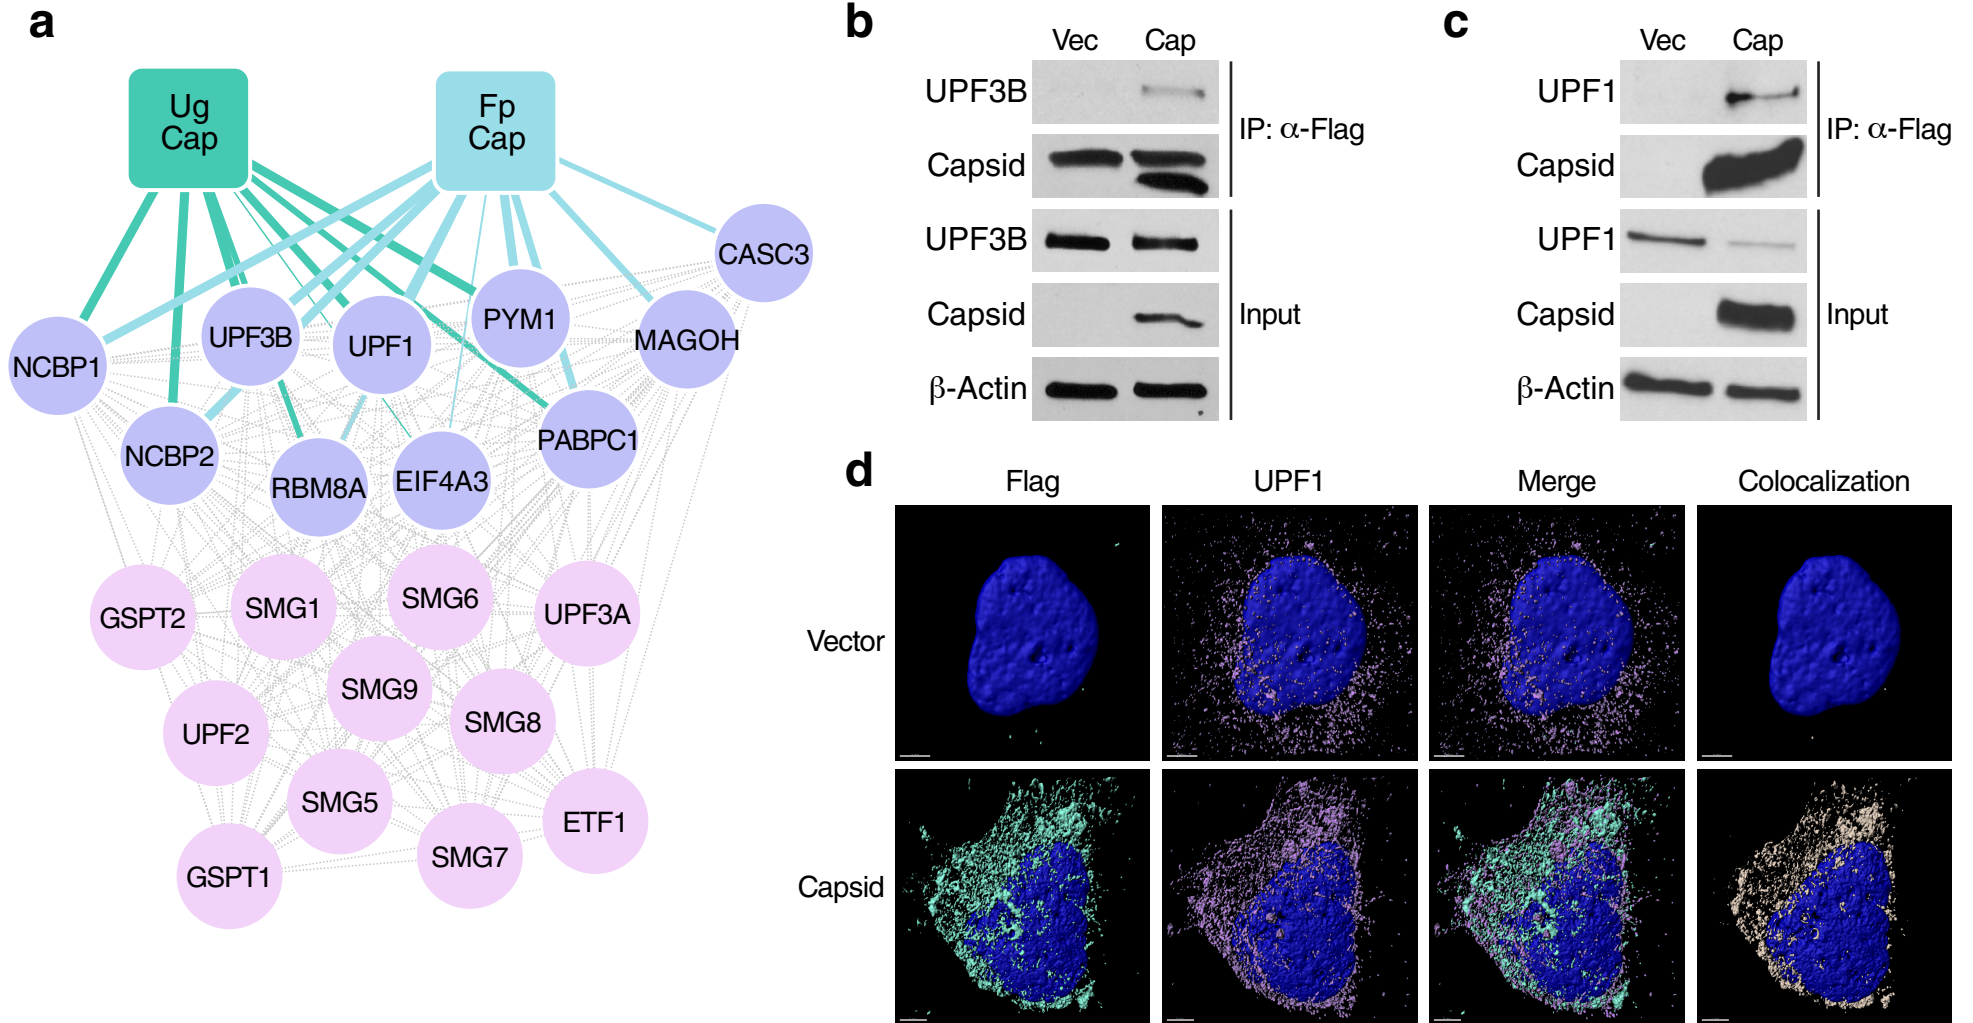 a
Ug
Cap
Fp
Cap
CASC3
NCBP1
UPF3B
UPF1
PYM1
MAGOH
NCBP2
RBM8A
EIF4A3
PABPC1
GSPT2
SMG1
SMG6
UPF3A
UPF2
SMG9
SMG8
SMG5
ETF1
GSPT1
SMG7
b
Vec Cap
UPF3B
Capsid
IP: α-Flag
UPF3B
Capsid
β-Actin
Input
c
Vec Cap
UPF1
Capsid
IP: α-Flag
UPF1
Capsid
β-Actin
Input
d
Flag UPF1 Merge Colocalization
Vector
Capsid